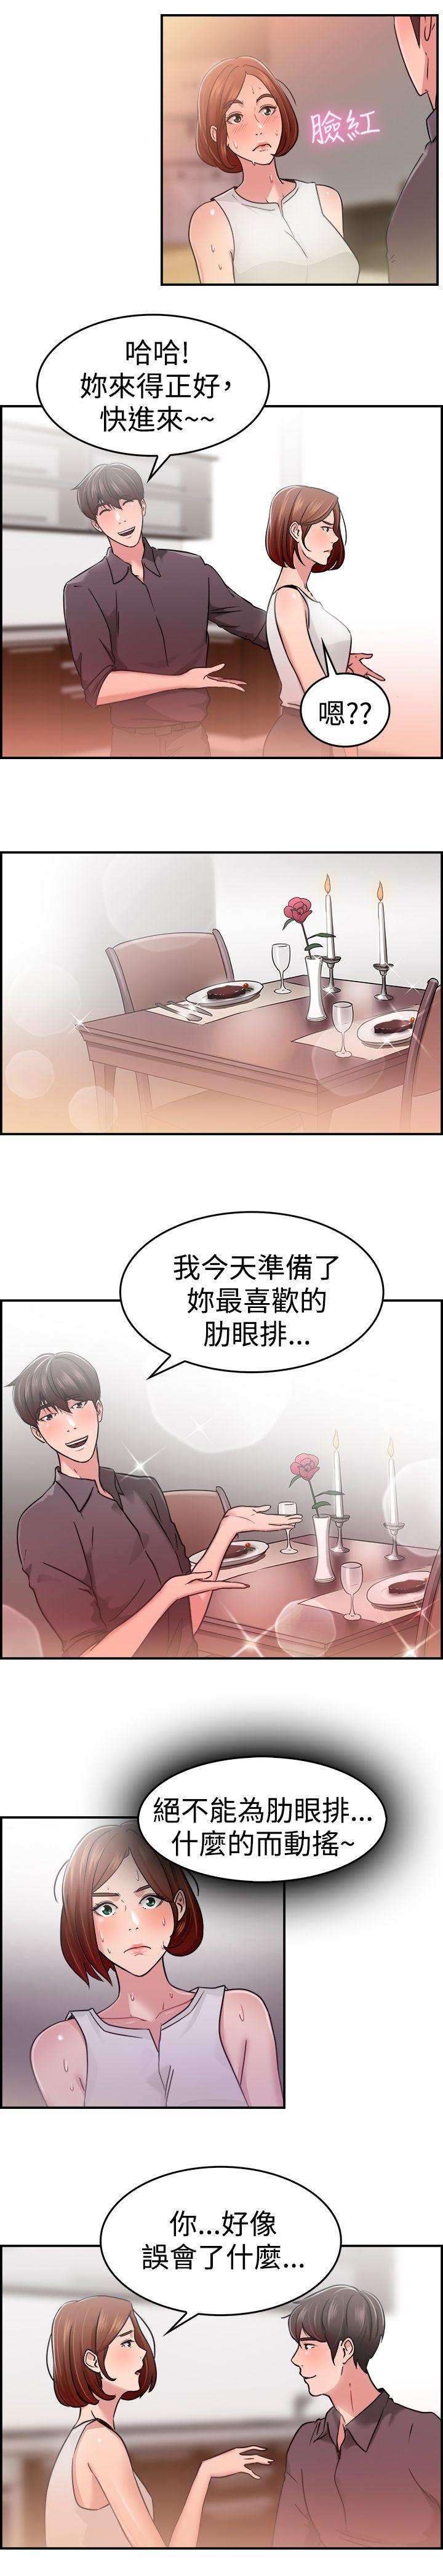 臉紅
哈哈!
妳來得正好,
快進來~~
嗯??
我今天準備了
妳最喜歡的
肋眼排...
絕不能為肋眼排...
什麼的而動搖~
你...好像
誤會了什麼...